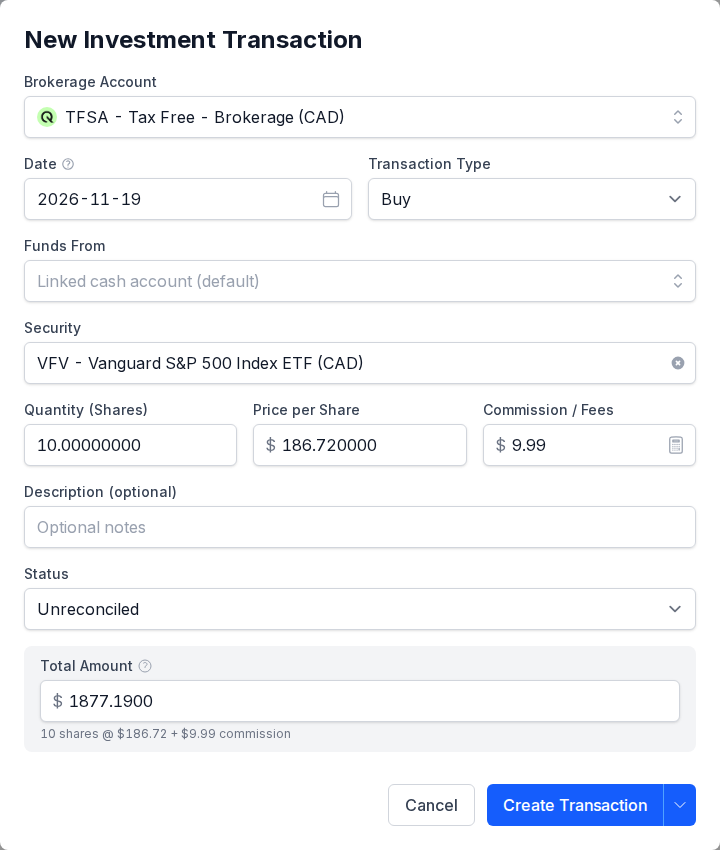 New Investment Transaction
Brokerage Account
TFSA - Tax Free - Brokerage (CAD)
Date
Transaction Type
2026-11-19
Buy
Funds From
Linked cash account (default)
Security
VFV - Vanguard S&P 500 Index ETF (CAD)
Quantity (Shares)
Price per Share
Commission / Fees
10.00000000
$ 186.720000
$ 9.99
Description (optional)
Optional notes
Status
Unreconciled
Total Amount
$ 1877.1900
10 shares @ $186.72 + $9.99 commission
Cancel
Create Transaction